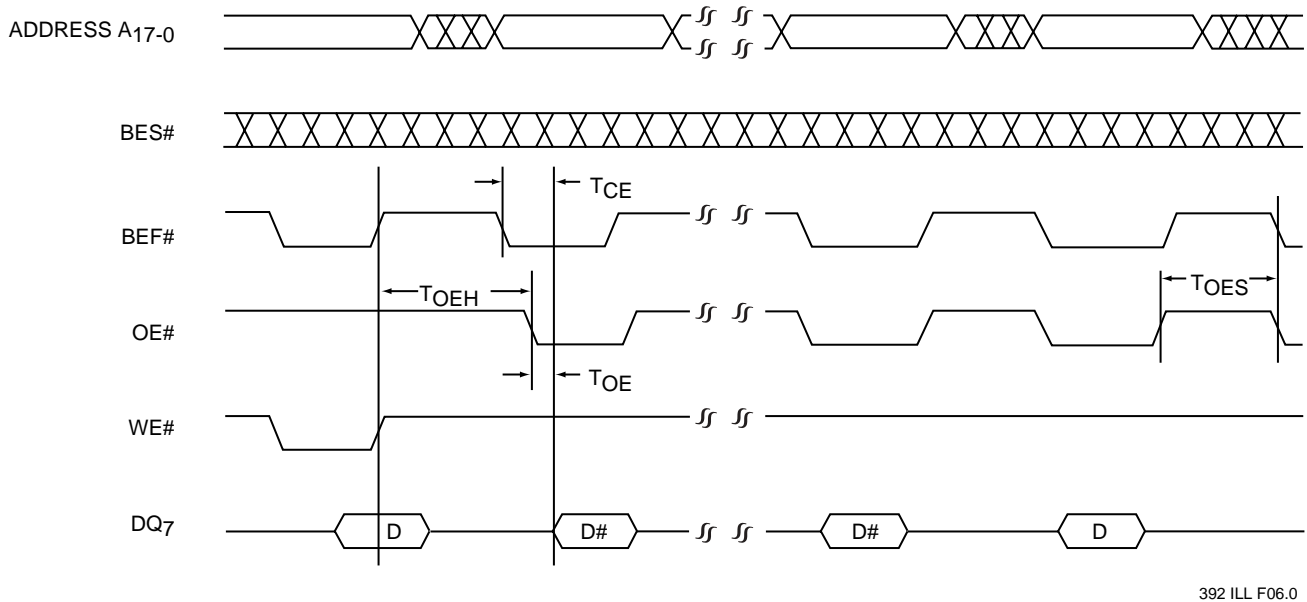 ADDRESS A17-0
BES#
TCE
BEF#
TOEH
TOES
OE#
TOE
WE#
DQ7
D
D#
D#
D
392 ILL F06.0